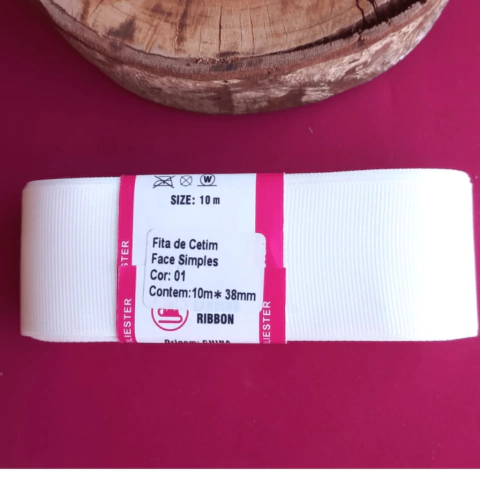 W
SIZE: 10 m
Fita de Cetim
Face Simples
Cor: 01
Contem:10m* 38mm
RIBBON